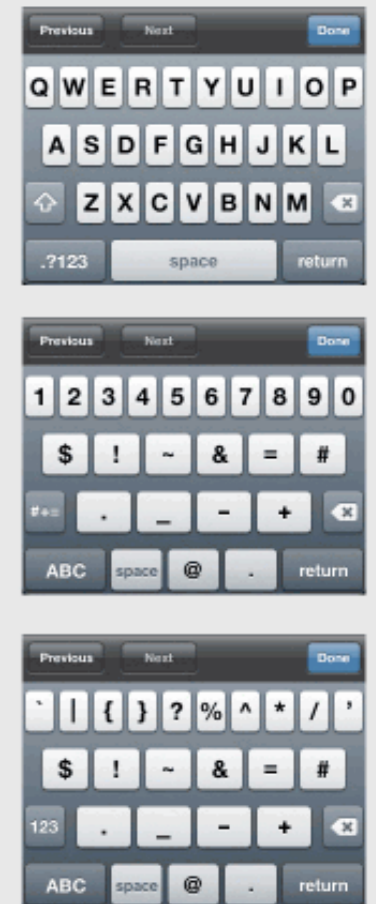 Previous Next Done
Q W E R T Y U I O P
A S D F G H J K L
Z X C V B N M
.?123 space return
Previous Next Done
1 2 3 4 5 6 7 8 9 0
$ ! ~ & = #
#+= . _ - +
ABC space @ . return
Previous Next Done
` | { } ? % ^ * / '
$ ! ~ & = #
123 . _ - +
ABC space @ . return